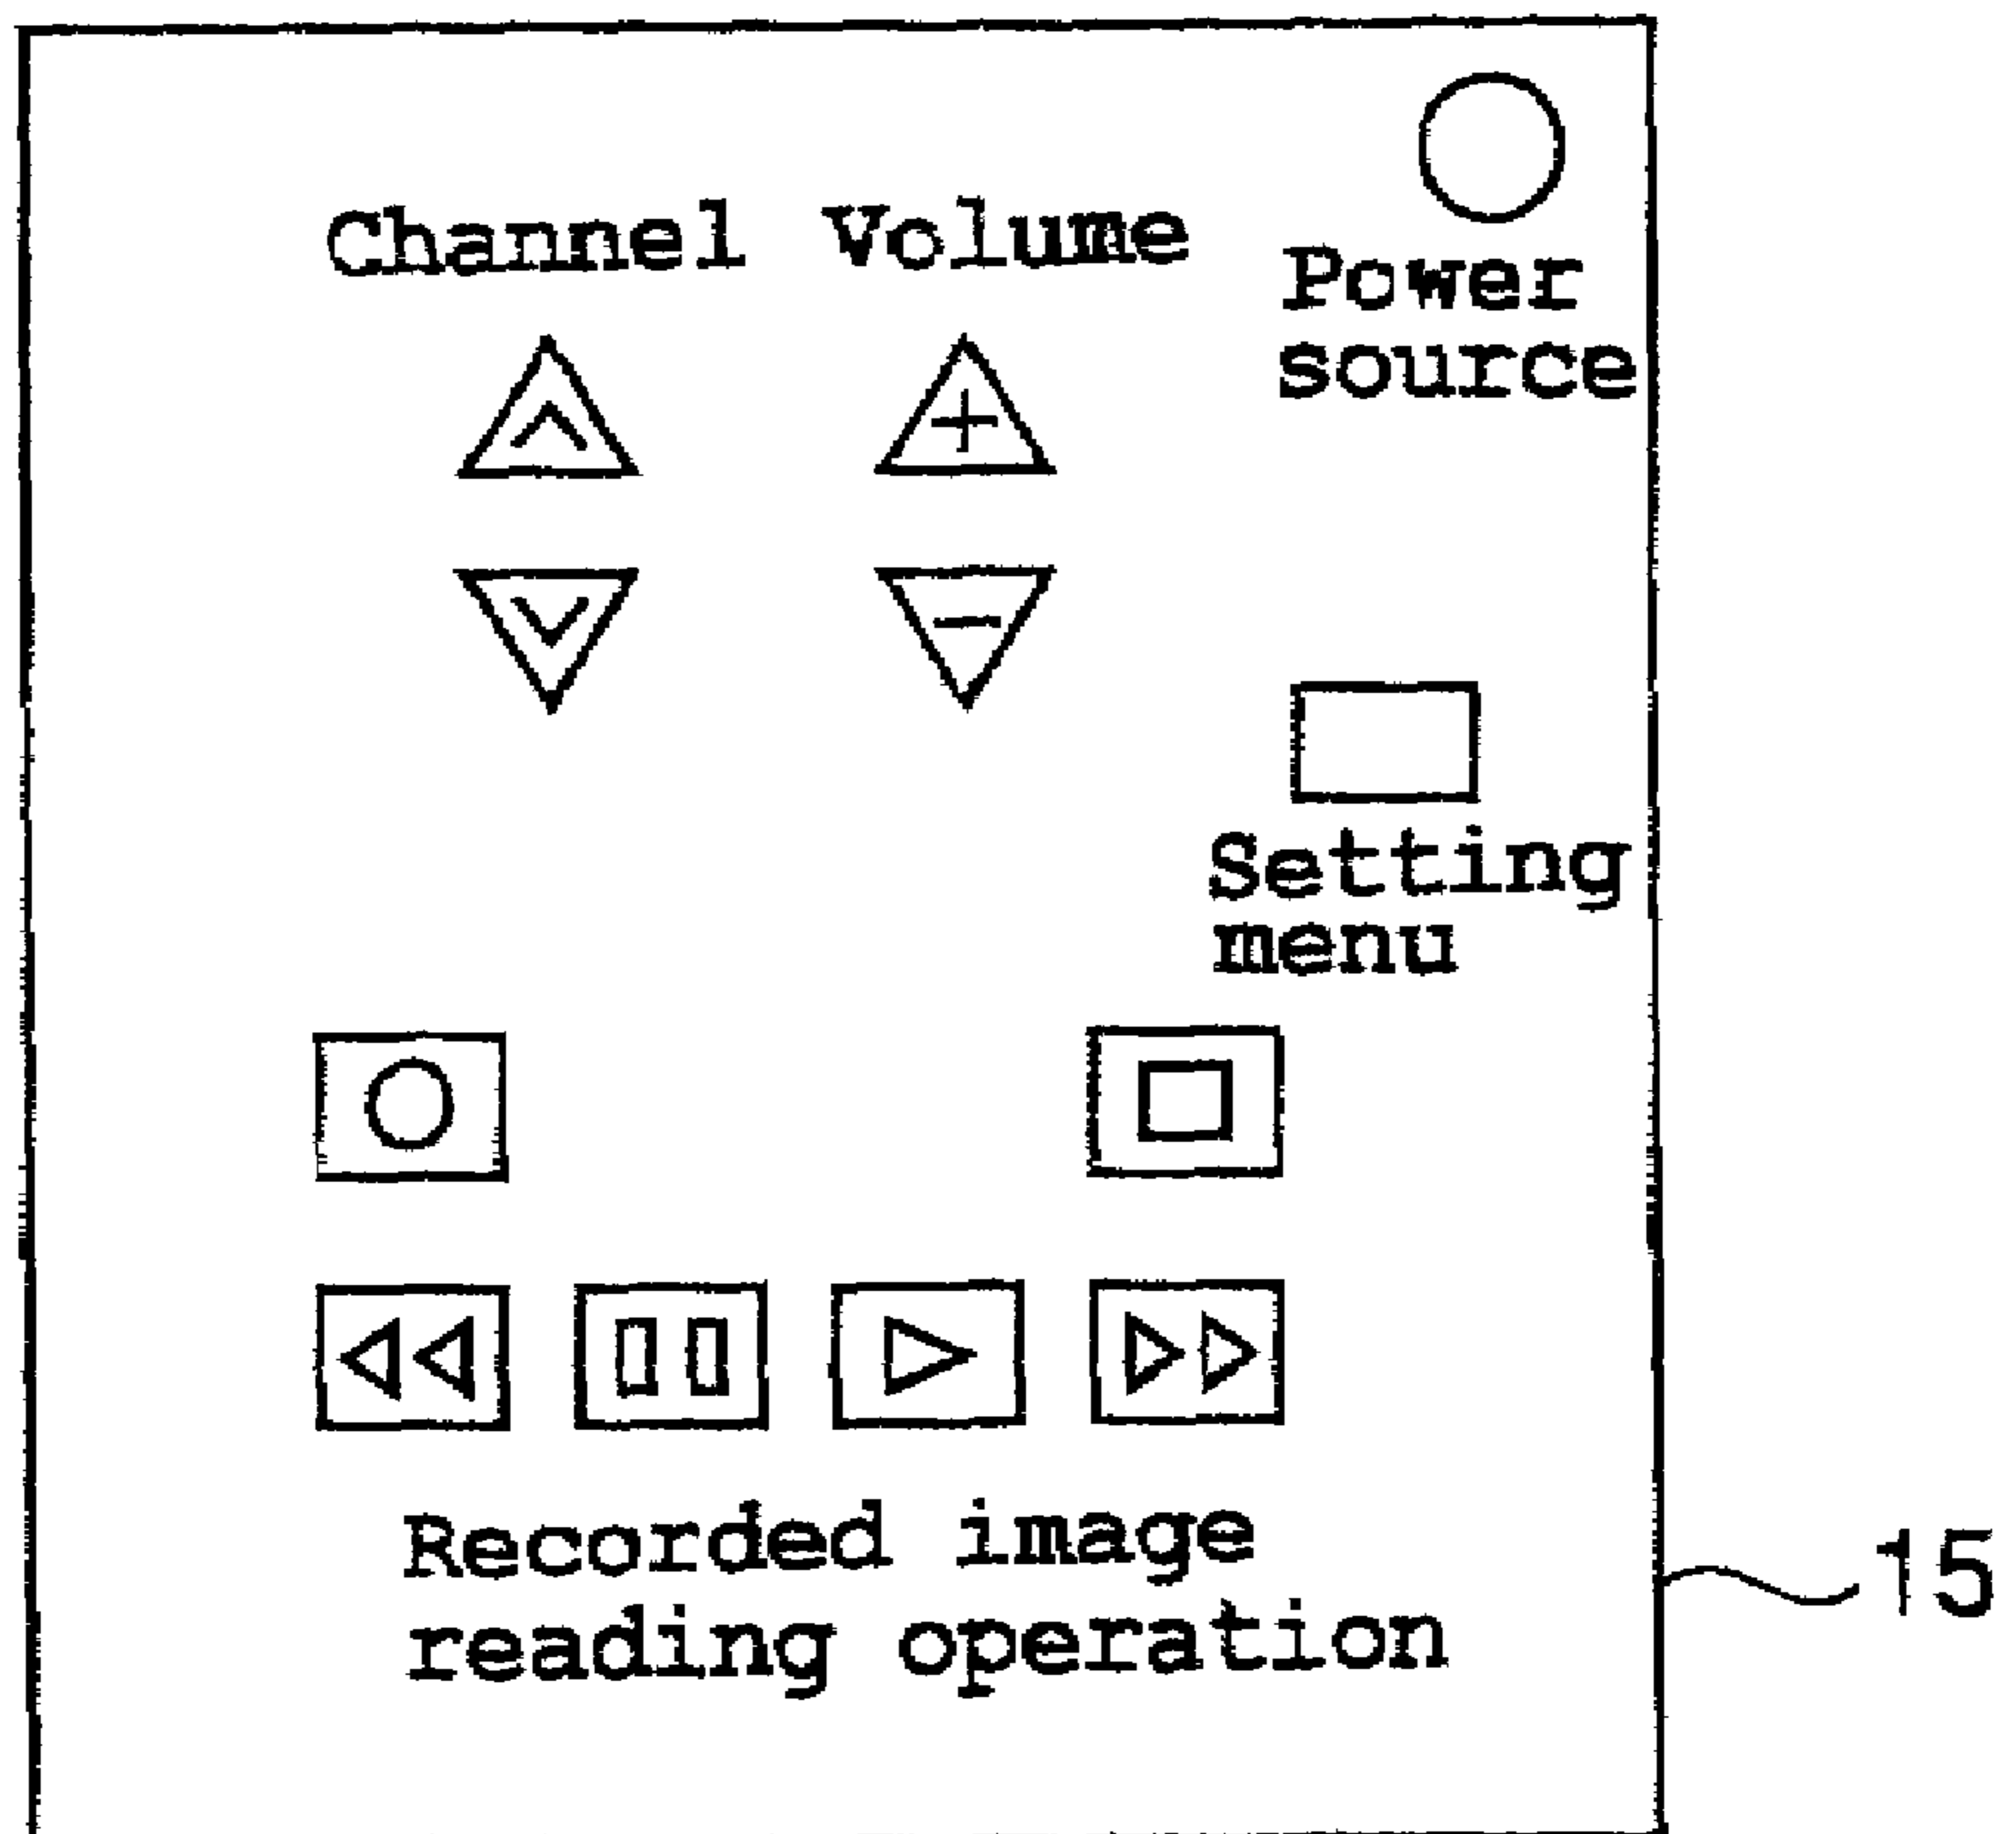 Channel Volume
Power
source
+
−
Setting
menu
Recorded image
reading operation
15